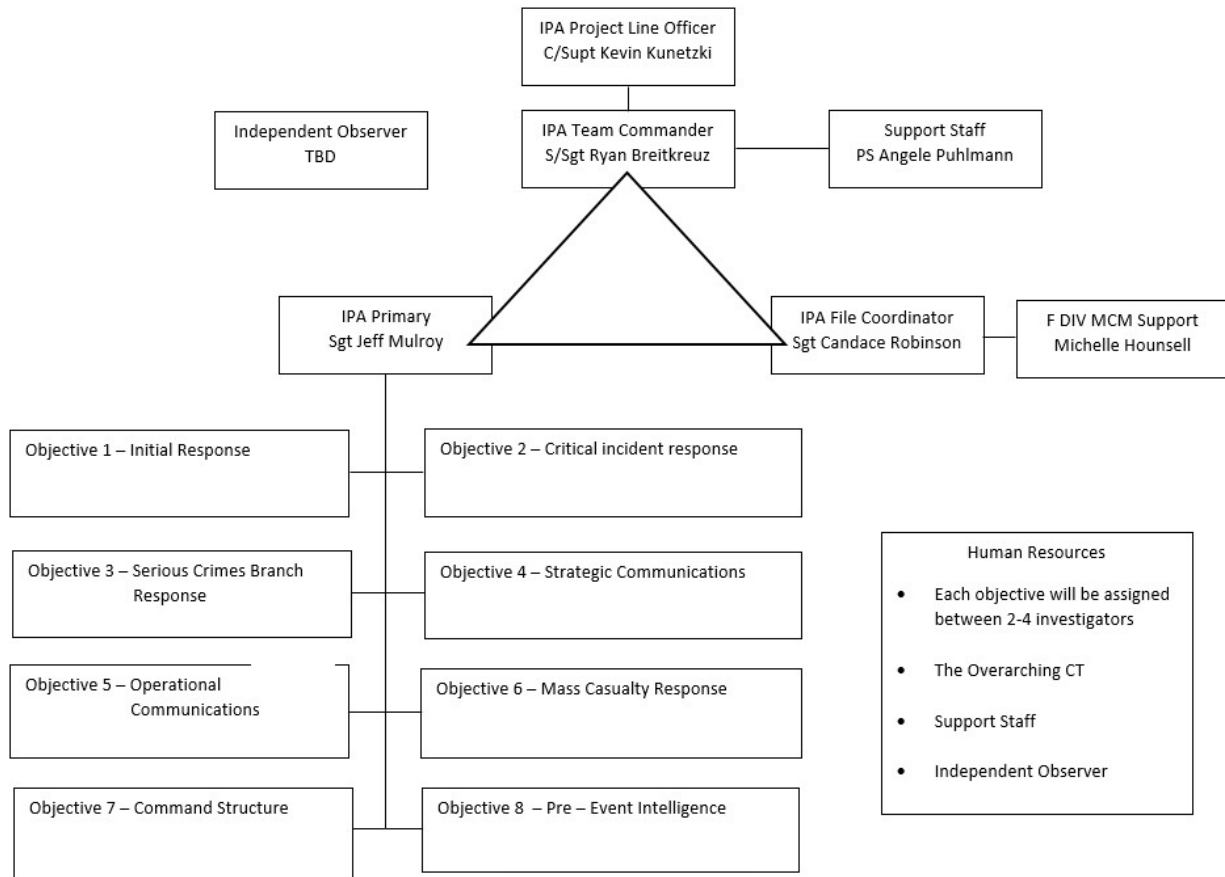 IPA Project Line Officer
C/Supt Kevin Kunetzki
Independent Observer
TBD
IPA Team Commander
S/Sgt Ryan Breitkreuz
Support Staff
PS Angele Puhlmann
IPA Primary
Sgt Jeff Mulroy
IPA File Coordinator
Sgt Candace Robinson
F DIV MCM Support
Michelle Hounsell
Objective 1 – Initial Response
Objective 2 – Critical incident response
Objective 3 – Serious Crimes Branch
Response
Objective 4 – Strategic Communications
Objective 5 – Operational
Communications
Objective 6 – Mass Casualty Response
Objective 7 – Command Structure
Objective 8 – Pre – Event Intelligence
Human Resources
• Each objective will be assigned
between 2-4 investigators
• The Overarching CT
• Support Staff
• Independent Observer